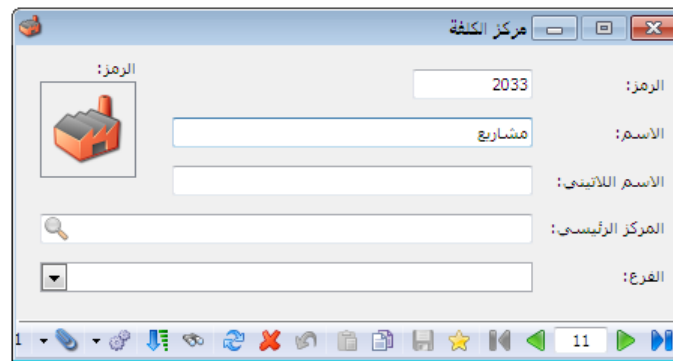 مركز الكلفة
الرمز:
الرمز: 2033
الاسم: مشاريع
الاسم اللاتيني:
المركز الرئيسي:
الفرع:
11
1